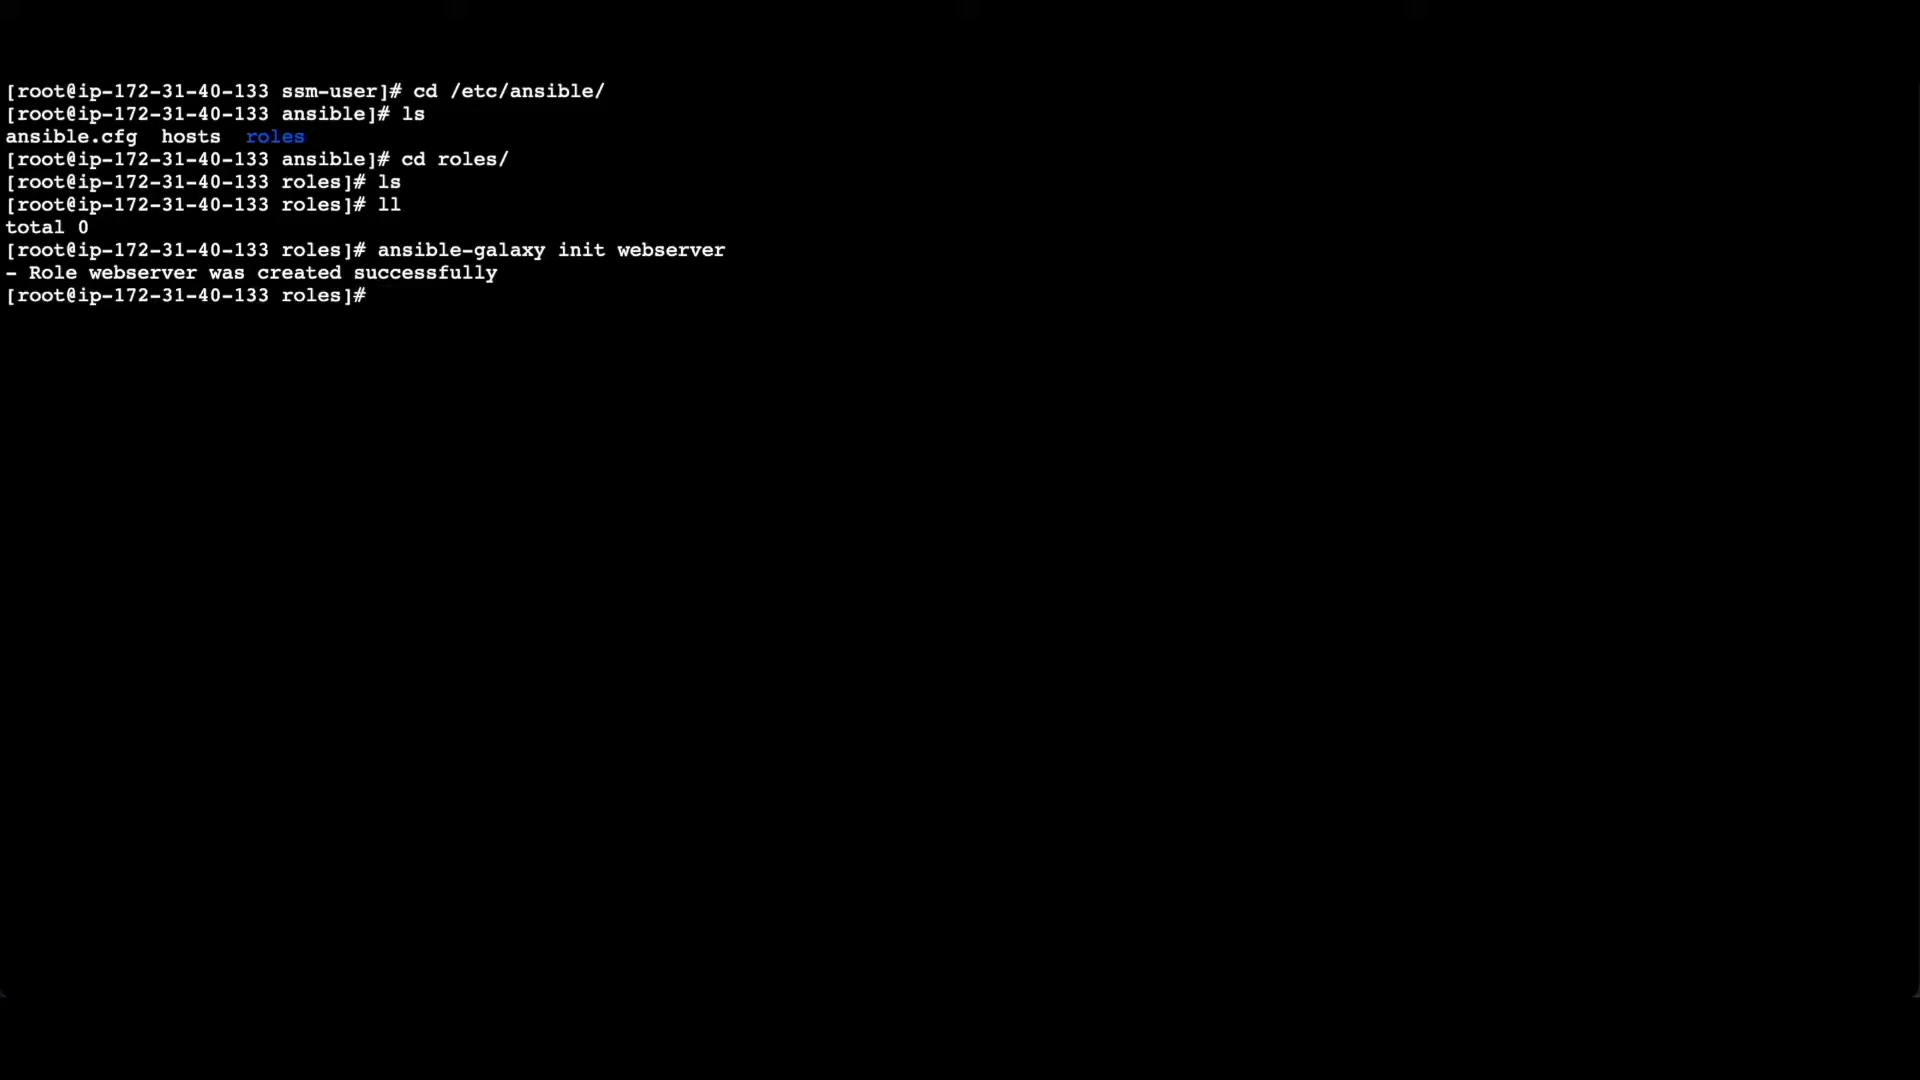 [root@ip-172-31-40-133 ssm-user]# cd /etc/ansible/
[root@ip-172-31-40-133 ansible]# ls
ansible.cfg  hosts  roles
[root@ip-172-31-40-133 ansible]# cd roles/
[root@ip-172-31-40-133 roles]# ls
[root@ip-172-31-40-133 roles]# ll
total 0
[root@ip-172-31-40-133 roles]# ansible-galaxy init webserver
- Role webserver was created successfully
[root@ip-172-31-40-133 roles]#